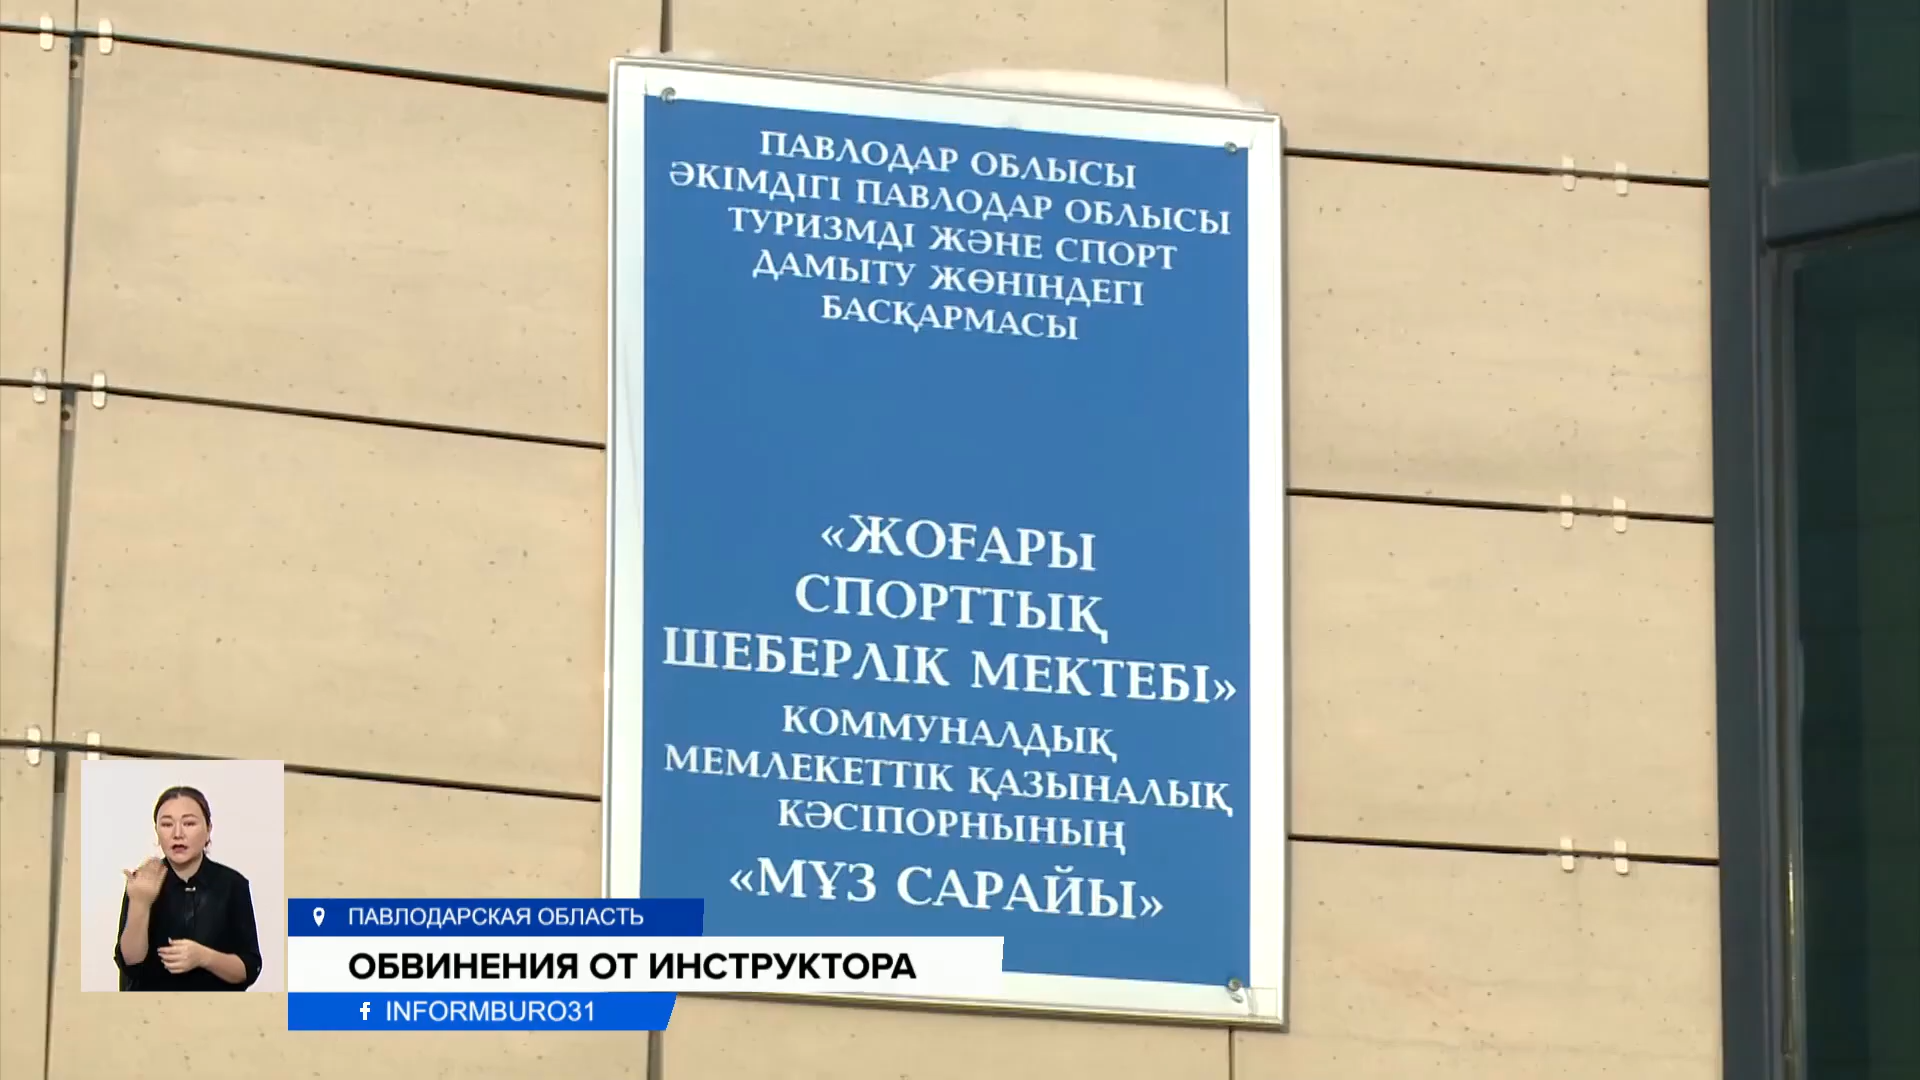 ПАВЛОДАР ОБЛЫСЫ
ӘКІМДІГІ ПАВЛОДАР ОБЛЫСЫ
ТУРИЗМДІ ЖӘНЕ СПОРТ
ДАМЫТУ ЖӨНІНДЕГІ
БАСҚАРМАСЫ
«ЖОҒАРЫ
СПОРТТЫҚ
ШЕБЕРЛІК МЕКТЕБІ»
КОММУНАЛДЫҚ
МЕМЛЕКЕТТІК ҚАЗЫНАЛЫҚ
КӘСІПОРНЫНЫҢ
«МҰЗ САРАЙЫ»
ПАВЛОДАРСКАЯ ОБЛАСТЬ
ОБВИНЕНИЯ ОТ ИНСТРУКТОРА
INFORMBURO31